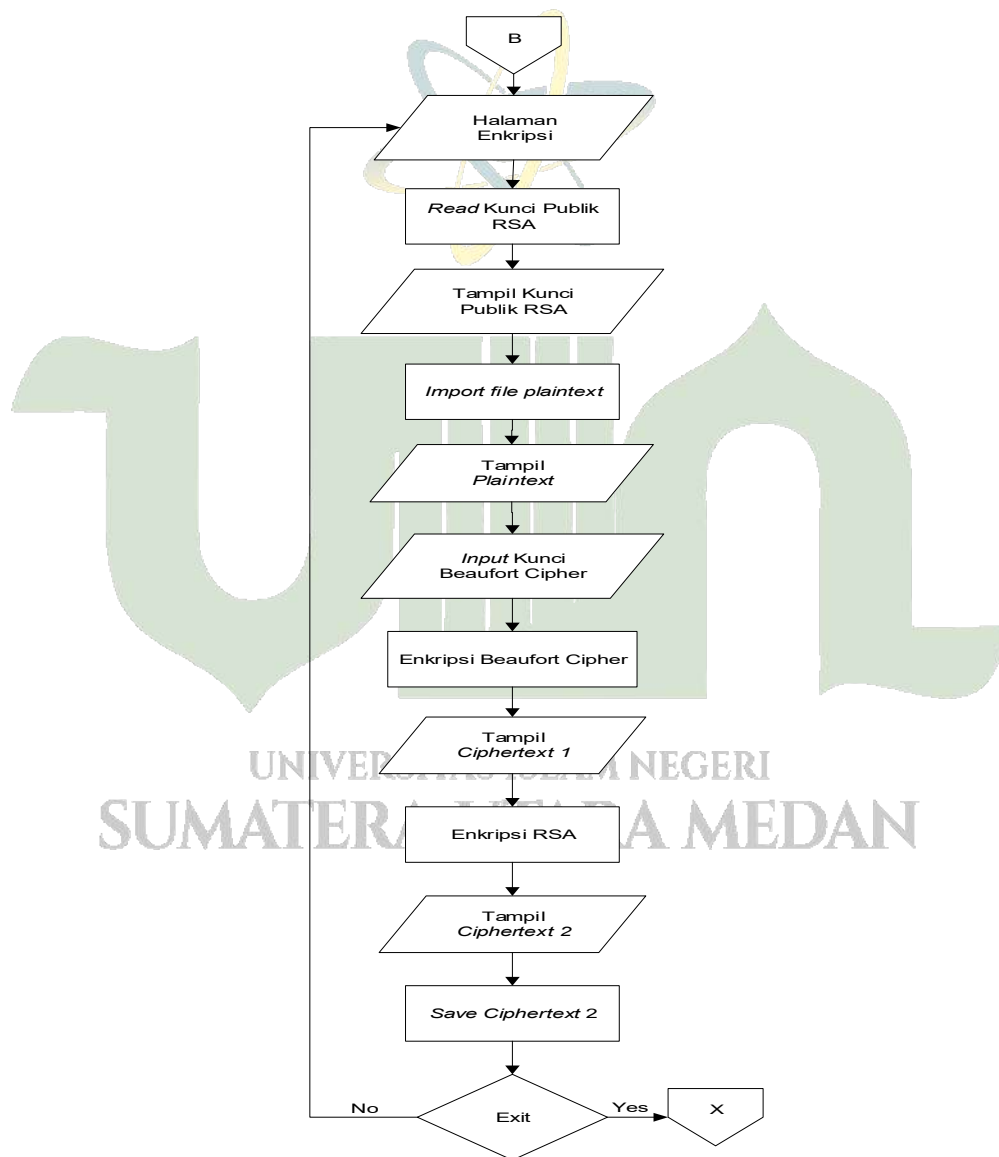 B
Halaman
Enkripsi
Read Kunci Publik
RSA
Tampil Kunci
Publik RSA
Import file plaintext
Tampil
Plaintext
Input Kunci
Beaufort Cipher
Enkripsi Beaufort Cipher
Tampil
Ciphertext 1
UNIVERSITAS ISLAM NEGERI
Enkripsi RSA
SUMATERA UTARA MEDAN
Tampil
Ciphertext 2
Save Ciphertext 2
No
Exit
Yes
X